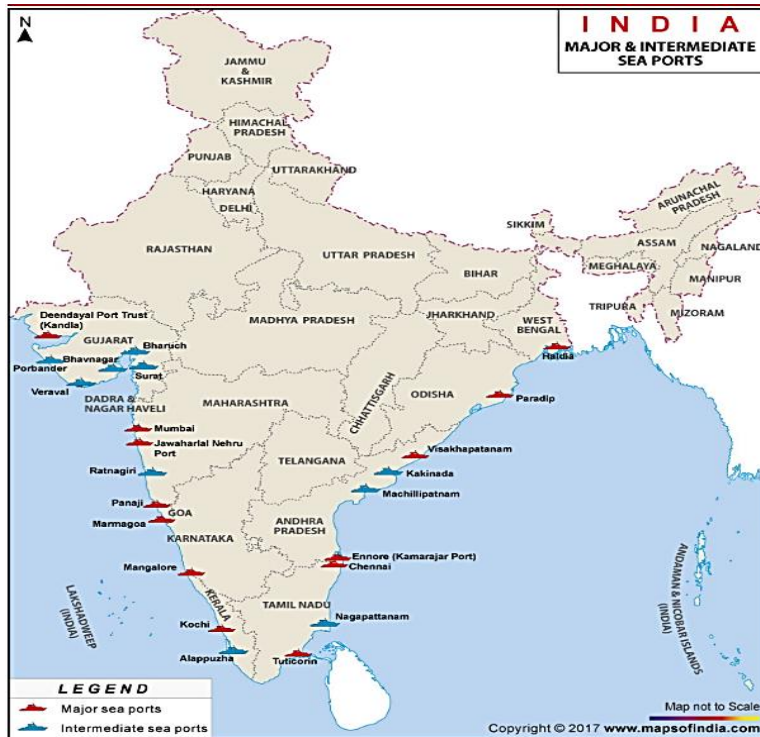 N
INDIA
MAJOR & INTERMEDIATE
SEA PORTS
JAMMU
&
KASHMIR
HIMACHAL
PRADESH
PUNJAB
UTTARAKHAND
HARYANA
DELHI
ARUNACHAL
PRADESH
SIKKIM
RAJASTHAN
UTTAR PRADESH
ASSAM
NAGALAND
BIHAR
MEGHALAYA
MANIPUR
TRIPURA
MIZORAM
Deendayal Port Trust
(Kandla)
GUJARAT
MADHYA PRADESH
JHARKHAND
WEST
BENGAL
Bharuch
Bhavnagar
Haldia
Porbander
Surat
Veraval
CHHATTISGARH
ODISHA
Paradip
DADRA &
NAGAR HAVELI
MAHARASHTRA
Mumbai
Jawaharlal Nehru
Port
Visakhapatanam
TELANGANA
Ratnagiri
Kakinada
Machillipatnam
Panaji
GOA
Marmagoa
ANDHRA
PRADESH
KARNATAKA
Ennore (Kamarajar Port)
Chennai
Mangalore
ANDAMAN & NICOBAR ISLANDS
(INDIA)
LAKSHADWEEP
(INDIA)
KERALA
TAMIL NADU
Nagapattanam
Kochi
Alappuzha
Tuticorin
LEGEND
Major sea ports
Intermediate sea ports
Map not to Scale
Copyright © 2017 www.mapsofindia.com